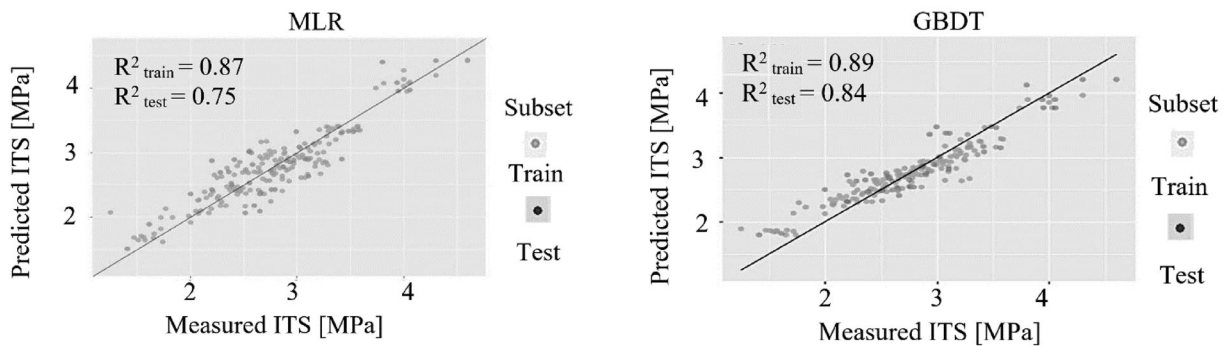 MLR
R² train = 0.87
R² test = 0.75
4
3
2
2
3
4
Predicted ITS [MPa]
Measured ITS [MPa]
Subset
Train
Test
GBDT
R² train = 0.89
R² test = 0.84
4
3
2
2
3
4
Predicted ITS [MPa]
Measured ITS [MPa]
Subset
Train
Test